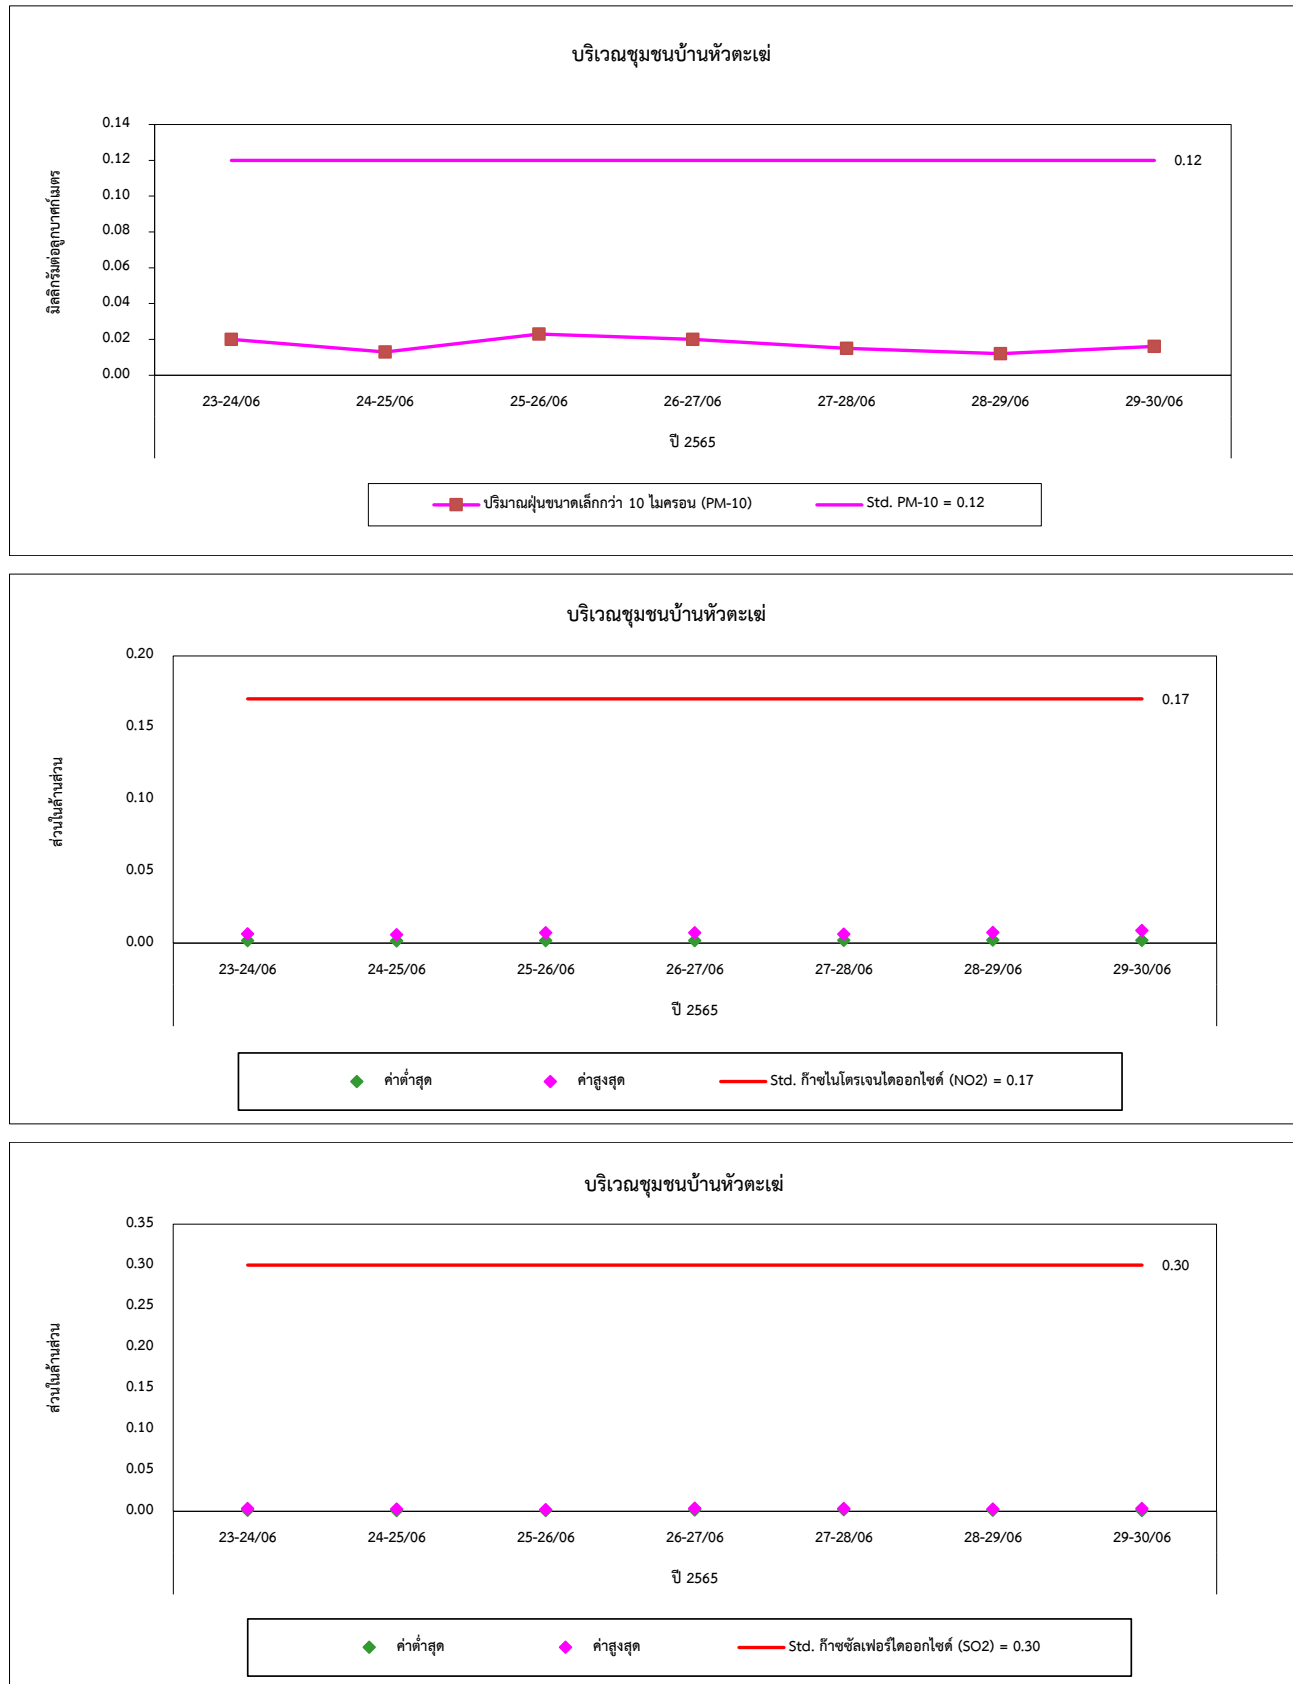 บริเวณชุมชนบ้านหัวตะเฆ่
0.14
0.12
0.12
0.10
0.08
0.06
0.04
0.02
0.00
มิลลิกรัมต่อลูกบาศก์เมตร
23-24/06 24-25/06 25-26/06 26-27/06 27-28/06 28-29/06 29-30/06
ปี 2565
ปริมาณฝุ่นขนาดเล็กกว่า 10 ไมครอน (PM-10) Std. PM-10 = 0.12
บริเวณชุมชนบ้านหัวตะเฆ่
0.20
0.17
0.15
0.10
0.05
0.00
ส่วนในล้านส่วน
23-24/06 24-25/06 25-26/06 26-27/06 27-28/06 28-29/06 29-30/06
ปี 2565
ค่าต่ำสุด ค่าสูงสุด Std. ก๊าซไนโตรเจนไดออกไซด์ (NO2) = 0.17
บริเวณชุมชนบ้านหัวตะเฆ่
0.35
0.30
0.30
0.25
0.20
0.15
0.10
0.05
0.00
ส่วนในล้านส่วน
23-24/06 24-25/06 25-26/06 26-27/06 27-28/06 28-29/06 29-30/06
ปี 2565
ค่าต่ำสุด ค่าสูงสุด Std. ก๊าซซัลเฟอร์ไดออกไซด์ (SO2) = 0.30